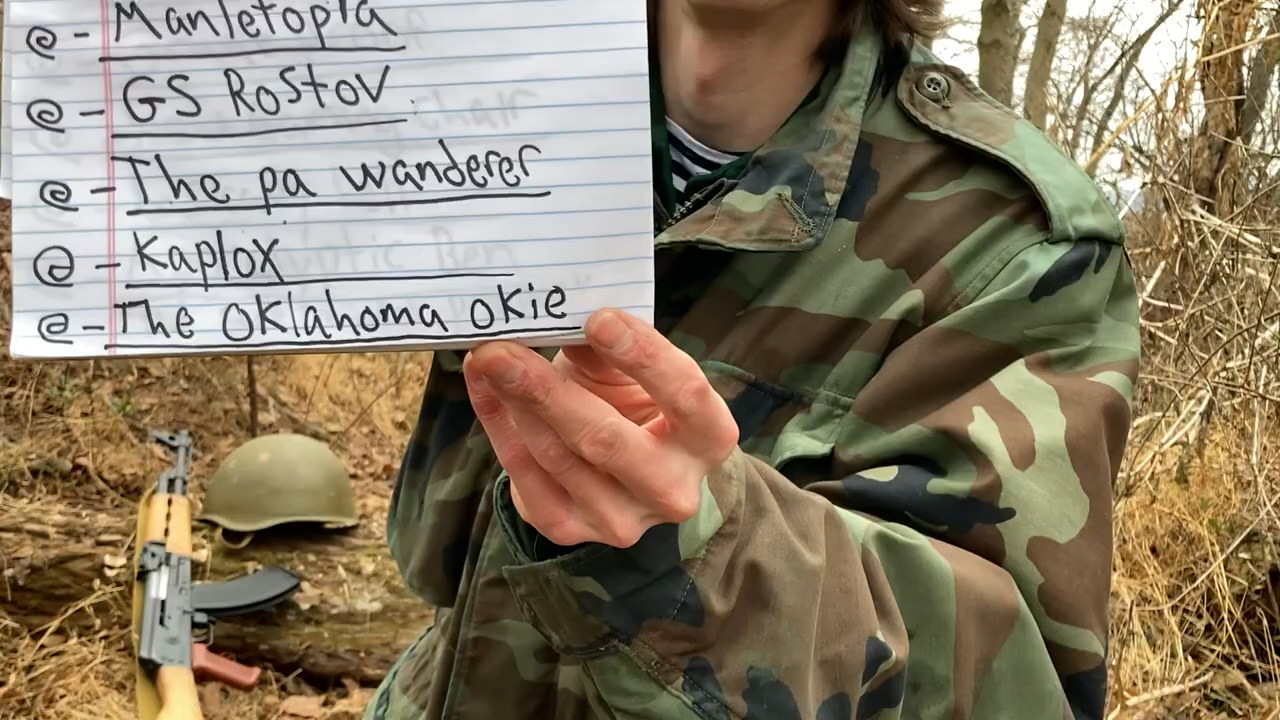 @ - Manletopia
@ - GS Rostov
@ - The pa wanderer
@ - Kaplox
@ - The Oklahoma okie